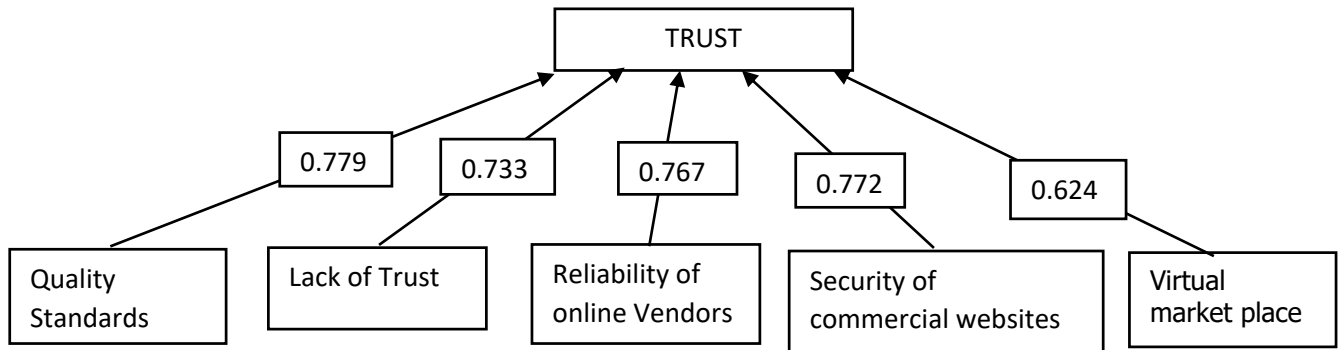 TRUST
0.779
0.733
0.767
0.772
0.624
Quality
Standards
Lack of Trust
Reliability of
online Vendors
Security of
commercial websites
Virtual
market place